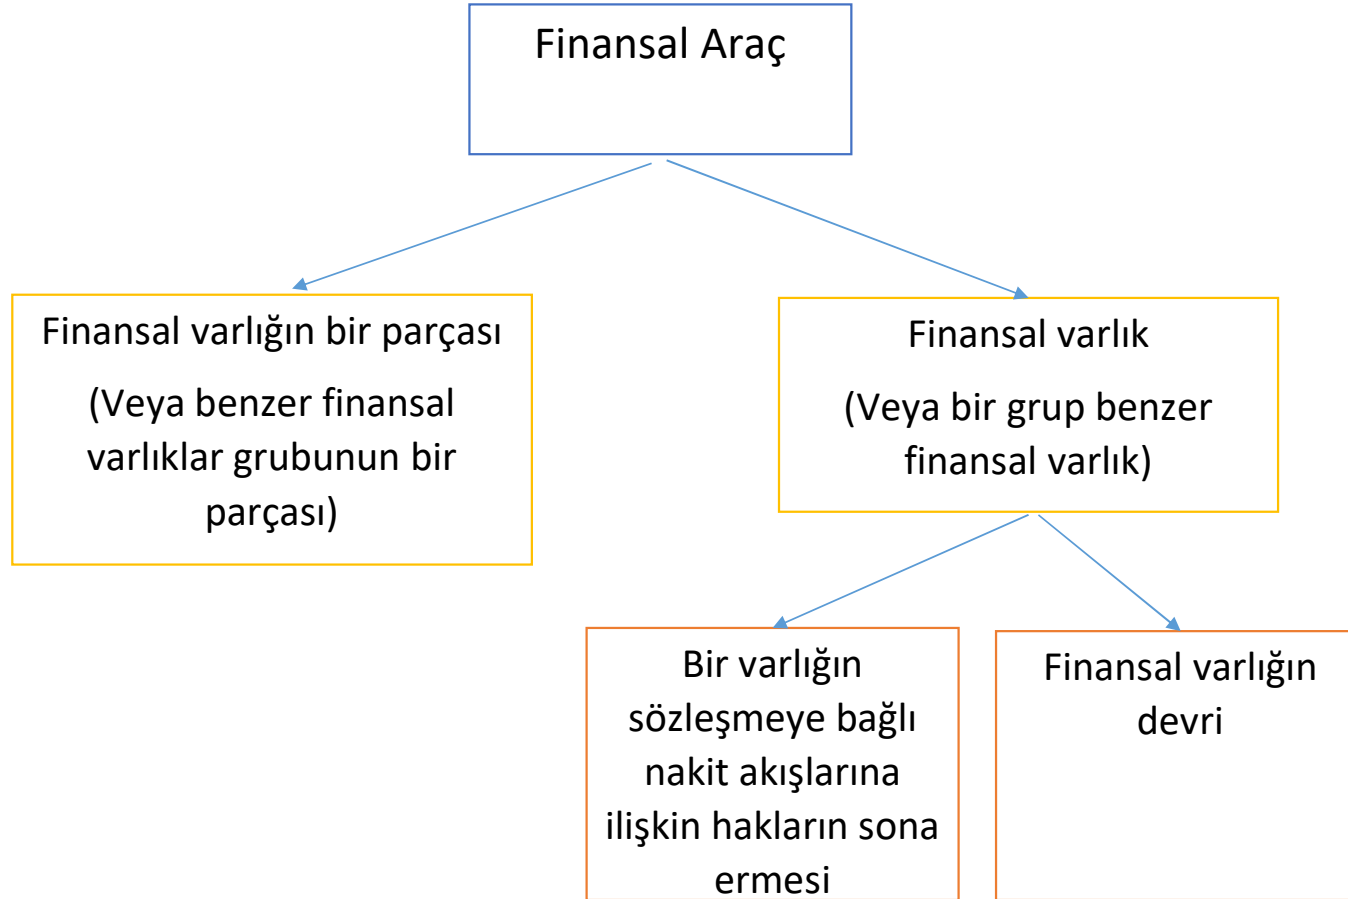 Finansal Araç
Finansal varlığın bir parçası
(Veya benzer finansal
varlıklar grubunun bir
parçası)
Finansal varlık
(Veya bir grup benzer
finansal varlık)
Bir varlığın
sözleşmeye bağlı
nakit akışlarına
ilişkin hakların sona
ermesi
Finansal varlığın
devri